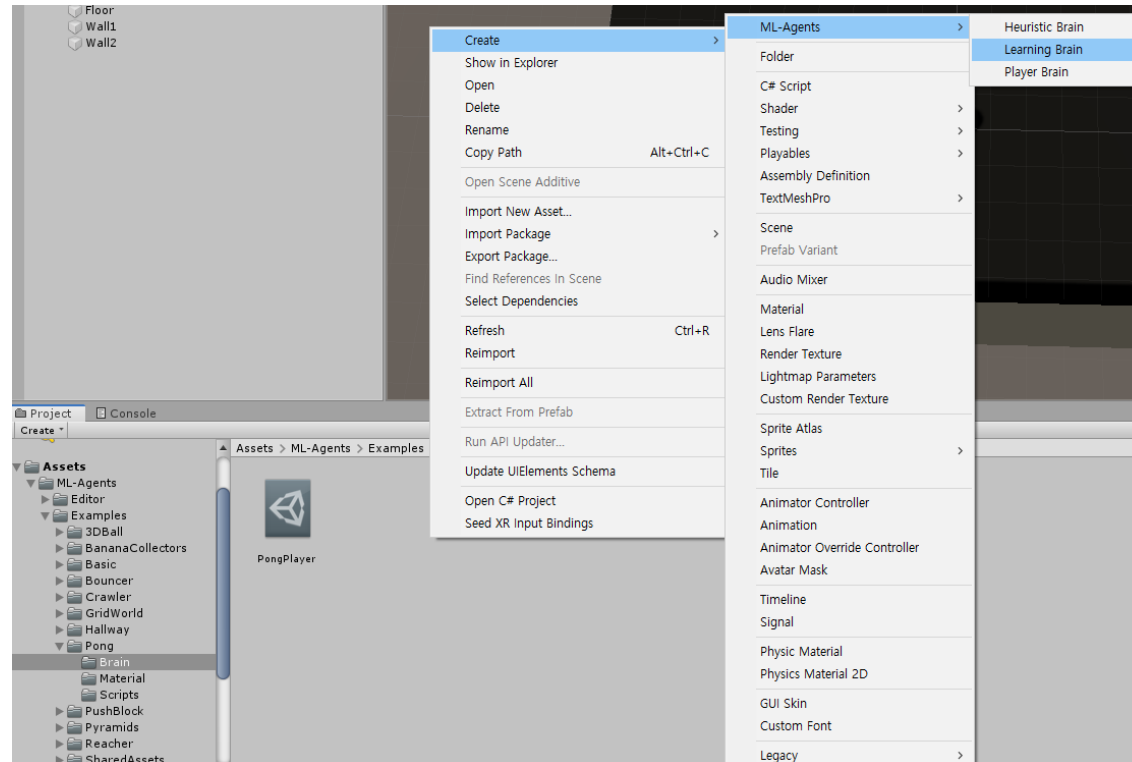 Floor
Wall1
Wall2
Create
Show in Explorer
Open
Delete
Rename
Copy Path Alt+Ctrl+C
Open Scene Additive
Import New Asset...
Import Package
Export Package...
Find References In Scene
Select Dependencies
Refresh Ctrl+R
Reimport
Reimport All
Extract From Prefab
Run API Updater...
Update UIElements Schema
Open C# Project
Seed XR Input Bindings
ML-Agents
Folder
C# Script
Shader
Testing
Playables
Assembly Definition
TextMeshPro
Scene
Prefab Variant
Audio Mixer
Material
Lens Flare
Render Texture
Lightmap Parameters
Custom Render Texture
Sprite Atlas
Sprites
Tile
Animator Controller
Animation
Animator Override Controller
Avatar Mask
Timeline
Signal
Physic Material
Physics Material 2D
GUI Skin
Custom Font
Legacy
Heuristic Brain
Learning Brain
Player Brain
Project Console
Create
Assets
ML-Agents
Editor
Examples
3DBall
BananaCollectors
Basic
Bouncer
Crawler
GridWorld
Hallway
Pong
Brain
Material
Scripts
PushBlock
Pyramids
Reacher
SharedAssets
Assets > ML-Agents > Examples
PongPlayer